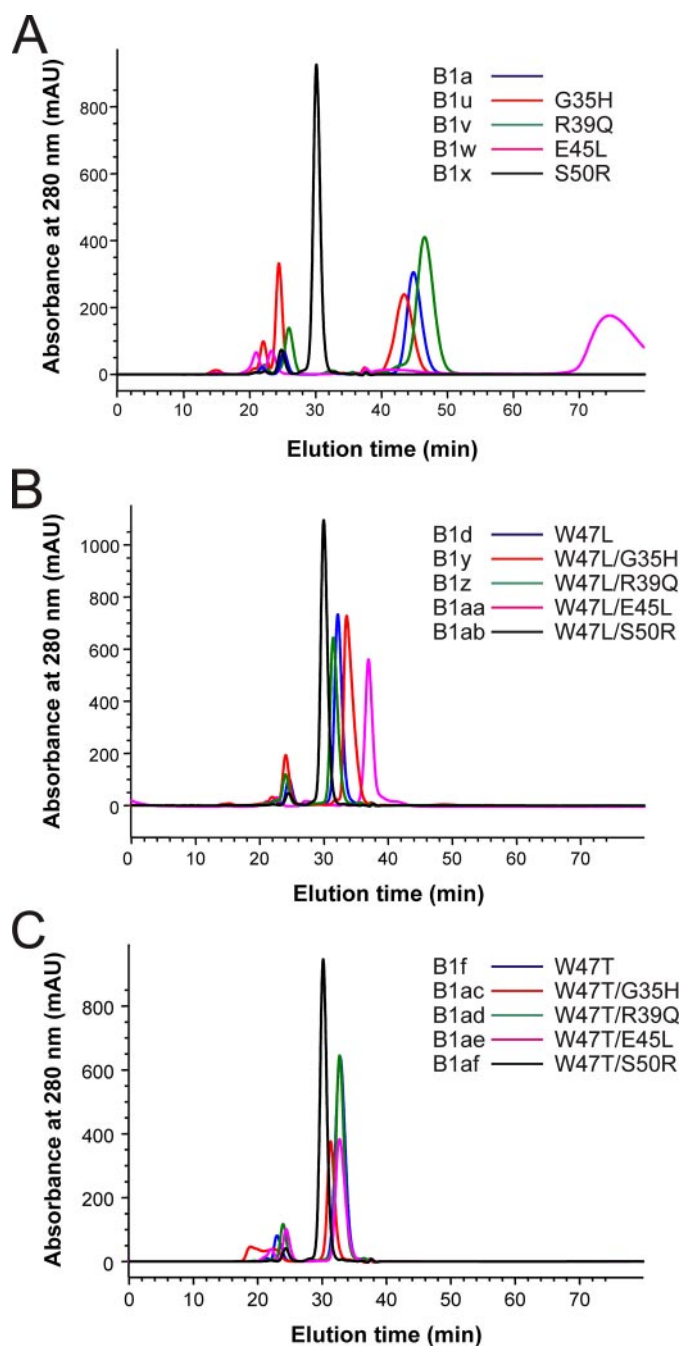 A
Absorbance at 280 nm (mAU)
800
600
400
200
0
B1a
B1u G35H
B1v R39Q
B1w E45L
B1x S50R
0 10 20 30 40 50 60 70
Elution time (min)
B
Absorbance at 280 nm (mAU)
1000
800
600
400
200
0
B1d W47L
B1y W47L/G35H
B1z W47L/R39Q
B1aa W47L/E45L
B1ab W47L/S50R
0 10 20 30 40 50 60 70
Elution time (min)
C
Absorbance at 280 nm (mAU)
800
600
400
200
0
B1f W47T
B1ac W47T/G35H
B1ad W47T/R39Q
B1ae W47T/E45L
B1af W47T/S50R
0 10 20 30 40 50 60 70
Elution time (min)